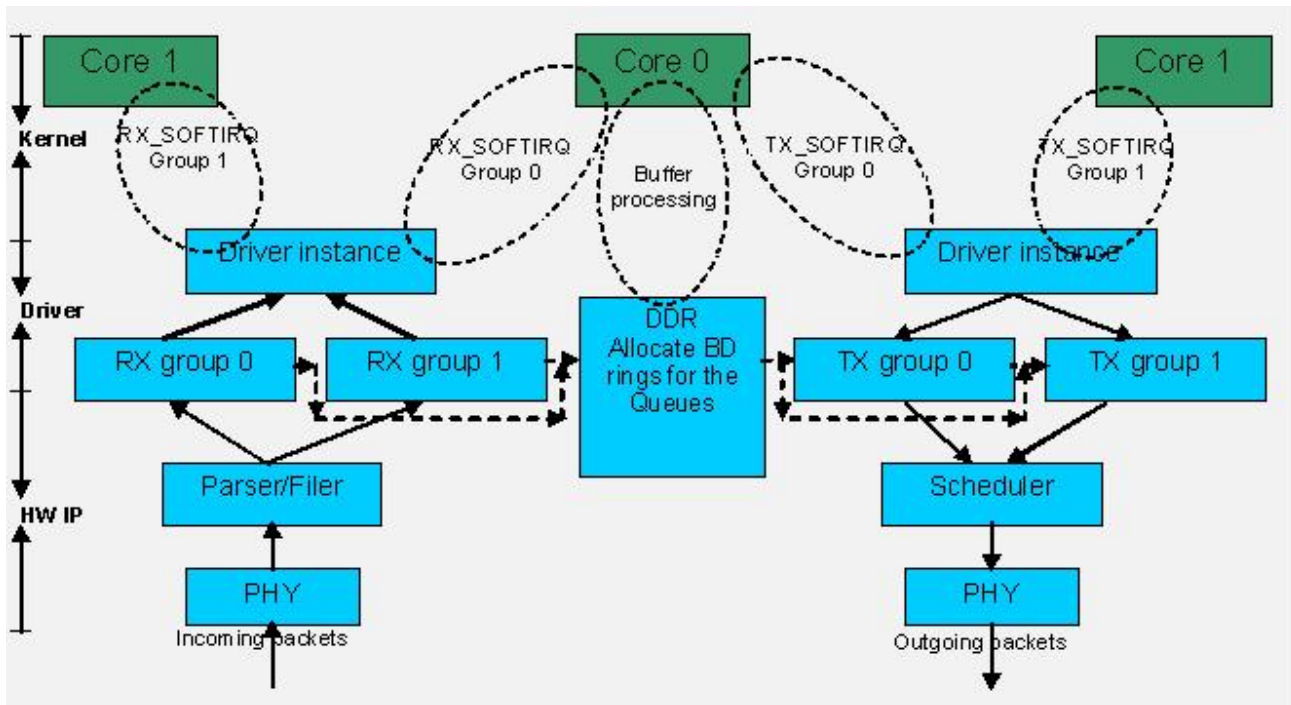 Core 1
Core 0
Core 1
Kernel
RX_SOFTIRQ
Group 1
RX_SOFTIRQ
Group 0
Buffer
processing
TX_SOFTIRQ
Group 0
TX_SOFTIRQ
Group 1
Driver instance
Driver instance
Driver
RX group 0
RX group 1
DDR
Allocate BD
rings for the
Queues
TX group 0
TX group 1
Parser/Filer
Scheduler
HW IP
PHY
PHY
Incoming packets
Outgoing packets